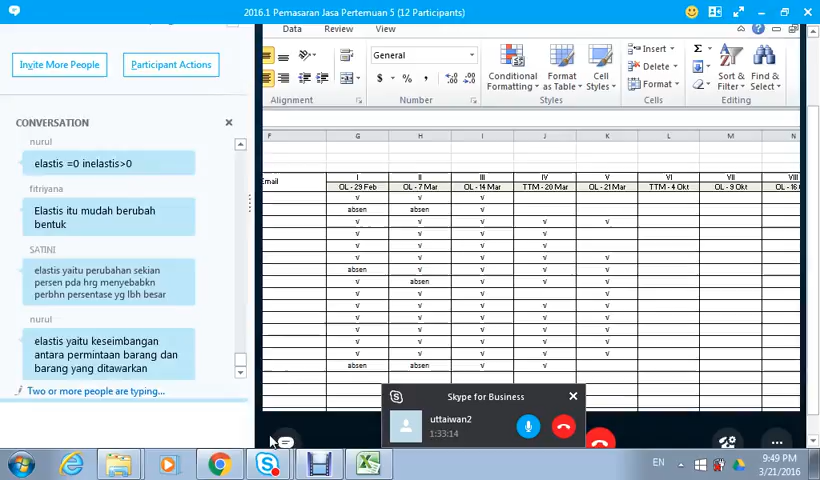 2016.1 Pemasaran Jasa Pertemuan 5 (12 Participants)
Invite More People
Participant Actions
CONVERSATION
nurul
elastis =0 inelastis>0
fitriyana
Elastis itu mudah berubah
bentuk
SATINI
elastis yaitu perubahan sekian
persen pda hrg menyebabkn
perbhn persentase yg lbh besar
nurul
elastis yaitu keseimbangan
antara permintaan barang dan
barang yang ditawarkan
Two or more people are typing...
Data Review View
General
$ % ,
Conditional
Formatting
Format
as Table
Cell
Styles
Insert
Delete
Format
Sort &
Filter
Find &
Select
Alignment Number Styles Cells Editing
F G H I J K L M N
I II III IV V VI VII VIII
Email OL - 29 Feb OL - 7 Mar OL - 14 Mar TTM - 20 Mar OL - 21 Mar TTM - 4 Okt OL - 9 Okt OL - 16
√ √ √
absen absen √
√ √ √ √ √
√ √ √ √
√ √ √ √
√ √ √ √ √
absen √ √ √ √
√ absen √ √ √
√ √ √ √
√ √ √ √ √
√ √ √ √ √
√ √ √ √ √
√ √ √ √ √
absen absen √ √
Skype for Business
uttaiwan2
1:33:14
EN
9:49 PM
3/21/2016